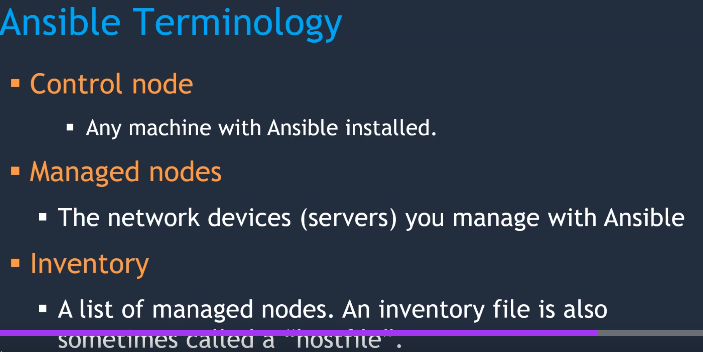 Ansible Terminology
▪ Control node
▪ Any machine with Ansible installed.
▪ Managed nodes
▪ The network devices (servers) you manage with Ansible
▪ Inventory
▪ A list of managed nodes. An inventory file is also
sometimes called a “hostfile”.